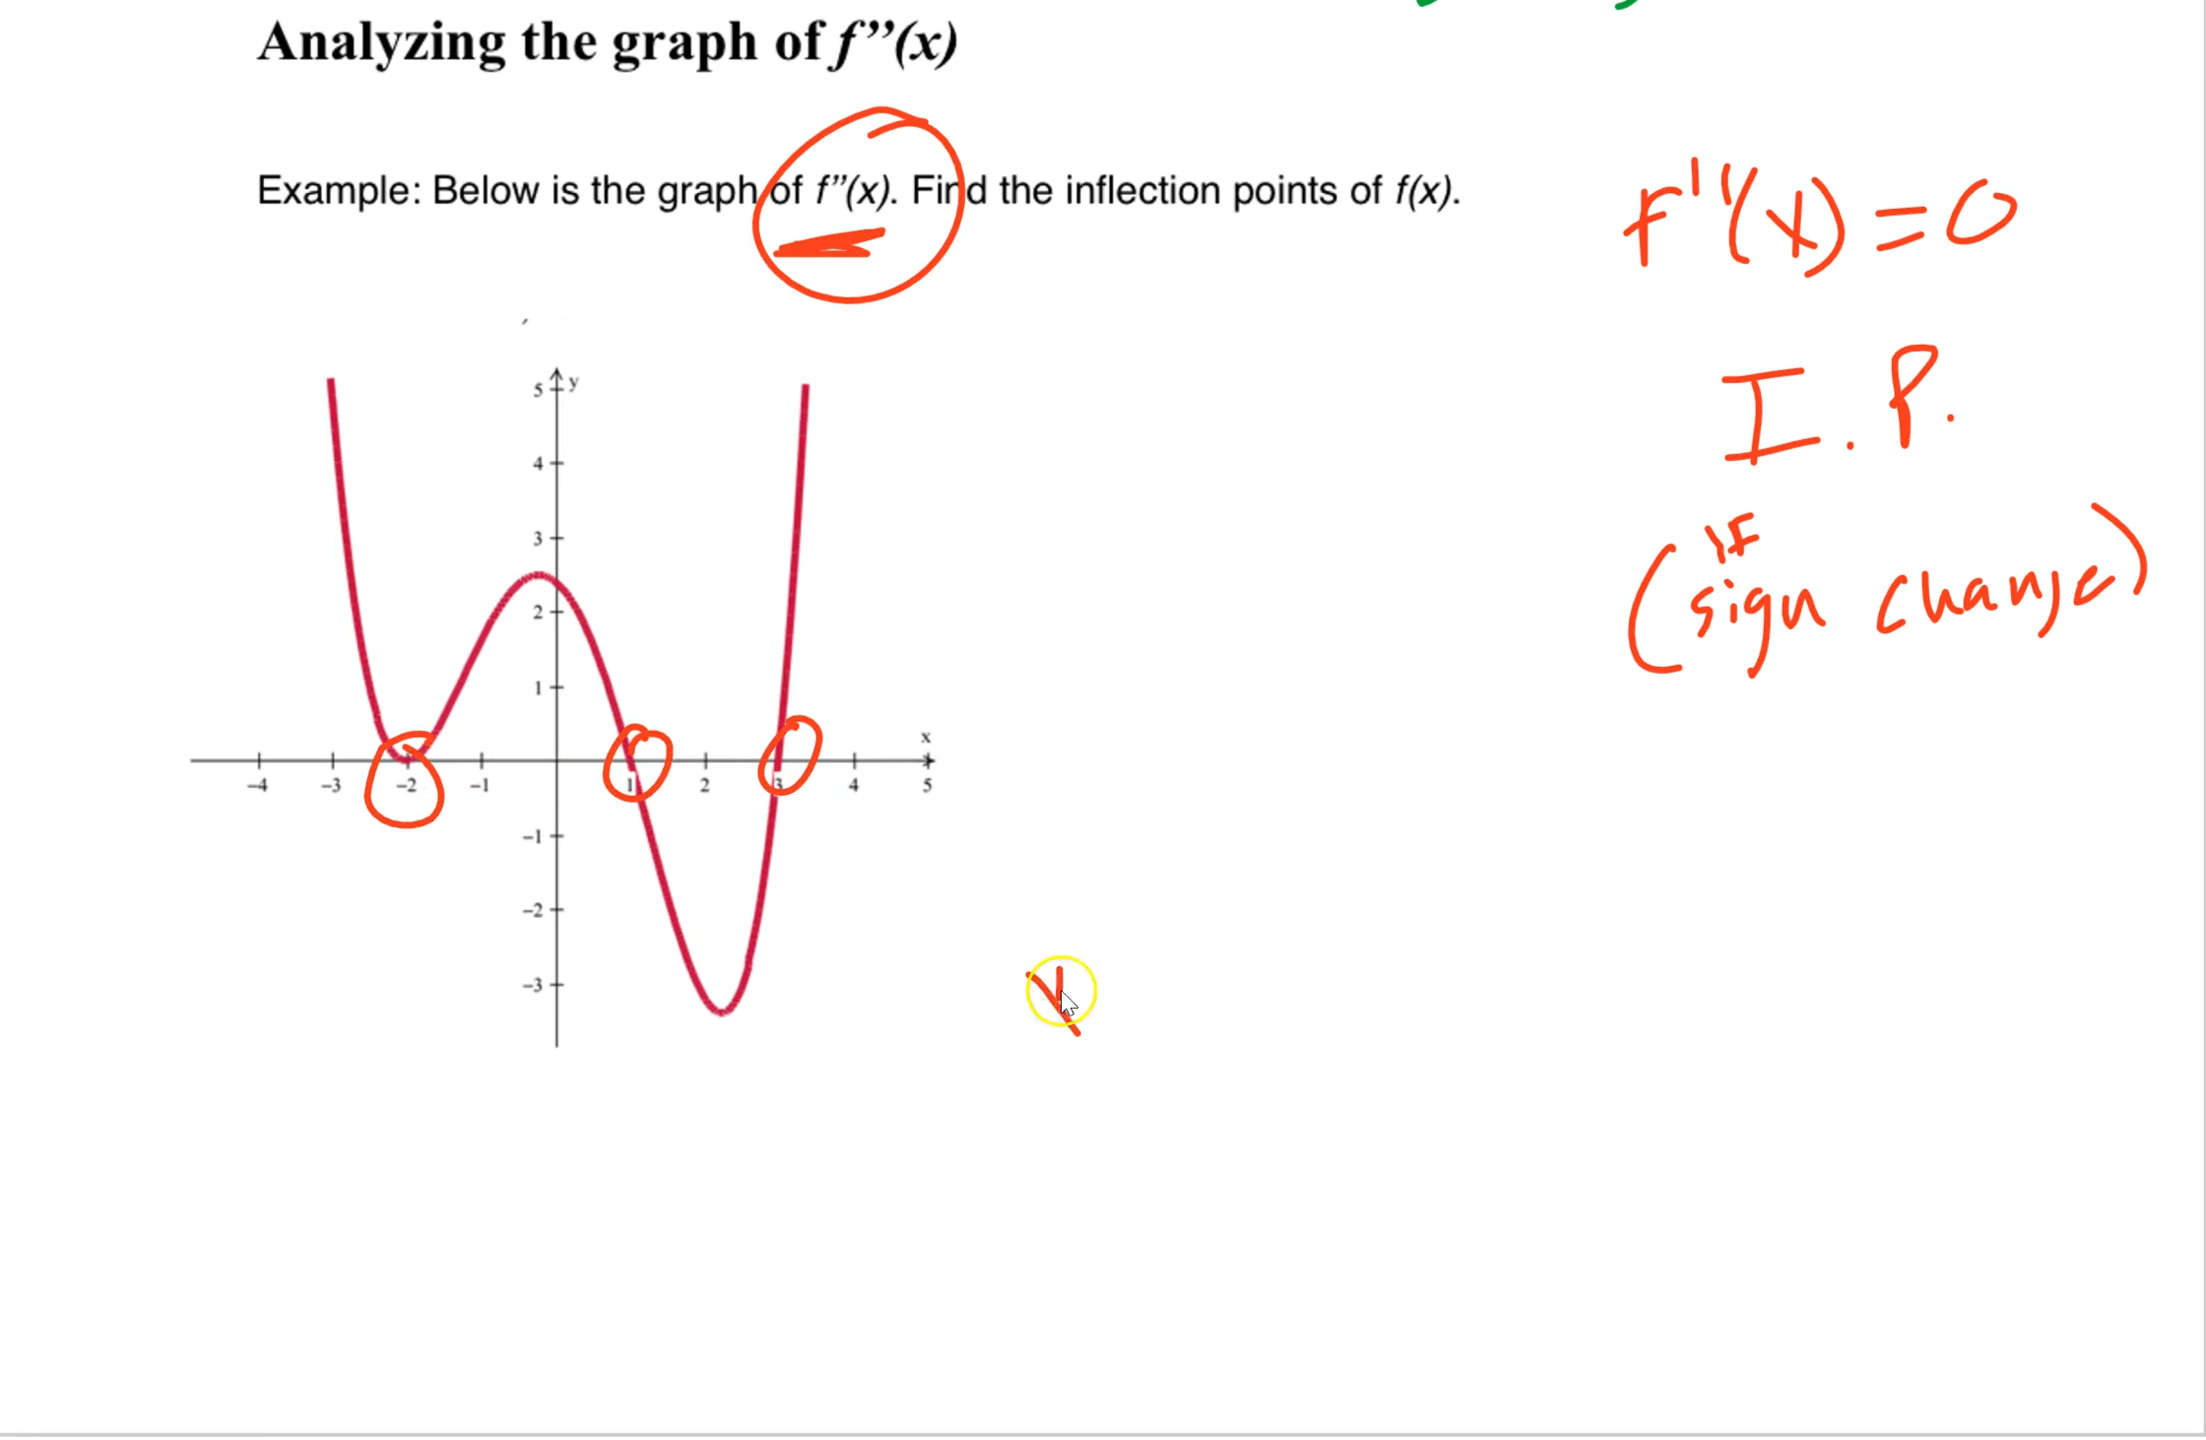 Analyzing the graph of f”(x)
Example: Below is the graph of f”(x). Find the inflection points of f(x).
f''(x) = 0
I. P.
if
(sign change)
5 y
4
3
2
1
x
-4 -3 -2 -1 1 2 3 4 5
-1
-2
-3